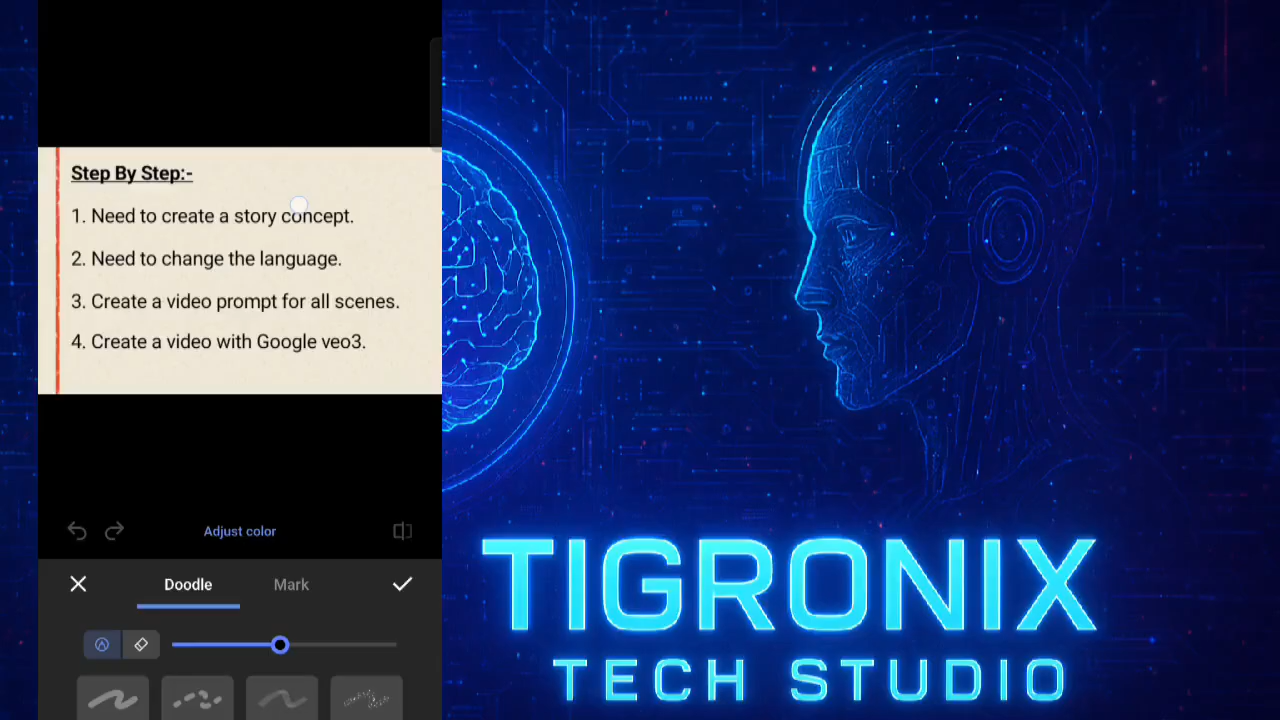 Step By Step:-
1. Need to create a story concept.
2. Need to change the language.
3. Create a video prompt for all scenes.
4. Create a video with Google veo3.
Adjust color
Doodle Mark
TIGRONIX
TECH STUDIO